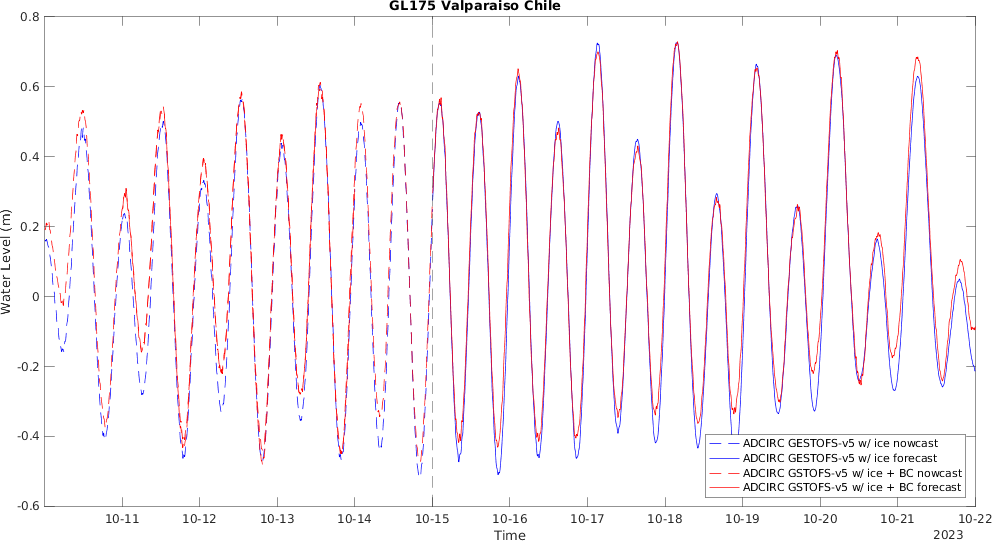 GL175 Valparaiso Chile
0.8
0.6
0.4
0.2
0
-0.2
-0.4
-0.6
Water Level (m)
ADCIRC GESTOFS-v5 w/ ice nowcast
ADCIRC GESTOFS-v5 w/ ice forecast
ADCIRC GSTOFS-v5 w/ ice + BC nowcast
ADCIRC GSTOFS-v5 w/ ice + BC forecast
10-11 10-12 10-13 10-14 10-15 10-16 10-17 10-18 10-19 10-20 10-21 10-22
Time 2023